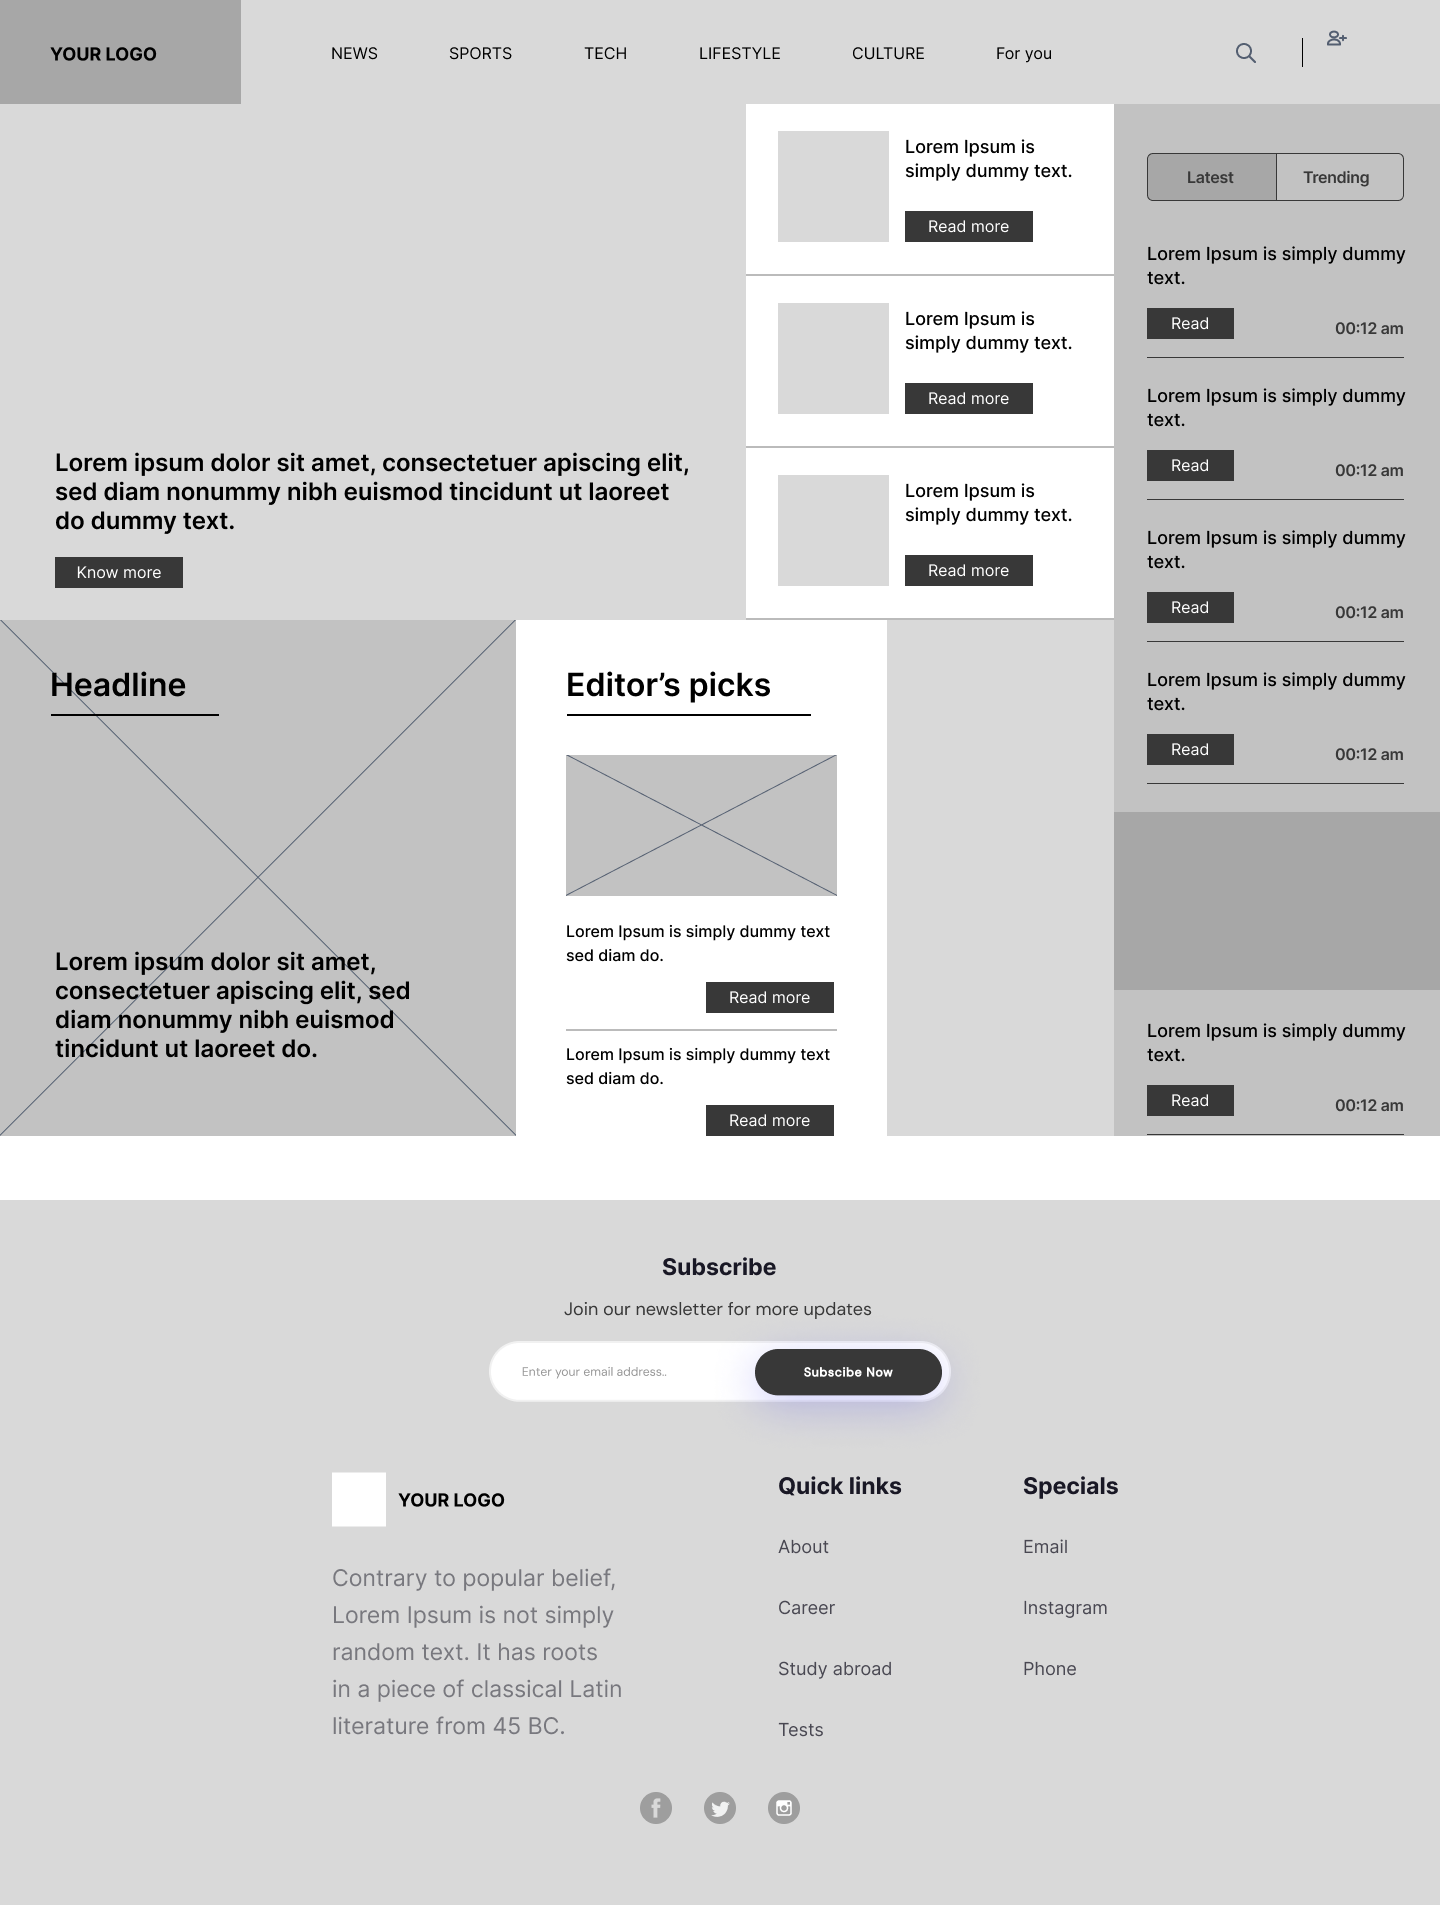 YOUR LOGO
NEWS
SPORTS
TECH
LIFESTYLE
CULTURE
For you
Lorem ipsum dolor sit amet, consectetuer apiscing elit,
sed diam nonummy nibh euismod tincidunt ut laoreet
do dummy text.
Know more
Lorem Ipsum is
simply dummy text.
Read more
Lorem Ipsum is
simply dummy text.
Read more
Lorem Ipsum is
simply dummy text.
Read more
Latest
Trending
Lorem Ipsum is simply dummy
text.
Read
00:12 am
Lorem Ipsum is simply dummy
text.
Read
00:12 am
Lorem Ipsum is simply dummy
text.
Read
00:12 am
Lorem Ipsum is simply dummy
text.
Read
00:12 am
Lorem Ipsum is simply dummy
text.
Read
00:12 am
Headline
Lorem ipsum dolor sit amet,
consectetuer apiscing elit, sed
diam nonummy nibh euismod
tincidunt ut laoreet do.
Editor’s picks
Lorem Ipsum is simply dummy text
sed diam do.
Read more
Lorem Ipsum is simply dummy text
sed diam do.
Read more
Subscribe
Join our newsletter for more updates
Enter your email address..
Subscibe Now
YOUR LOGO
Contrary to popular belief,
Lorem Ipsum is not simply
random text. It has roots
in a piece of classical Latin
literature from 45 BC.
Quick links
About
Career
Study abroad
Tests
Specials
Email
Instagram
Phone